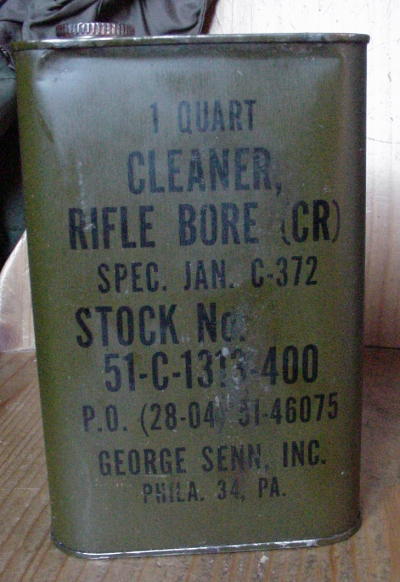 1 QUART
CLEANER,
RIFLE BORE (CR)
SPEC. JAN. C-372
STOCK No.
51-C-1313-400
P.O. (28-04) 31-46075
GEORGE SENN, INC.
PHILA. 34, PA.